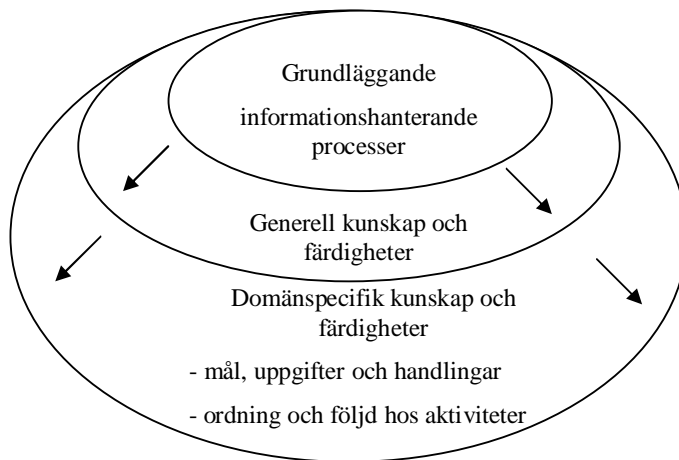 Grundläggande
informationshanterande
processer
Generell kunskap och
färdigheter
Domänspecifik kunskap och
färdigheter
- mål, uppgifter och handlingar
- ordning och följd hos aktiviteter